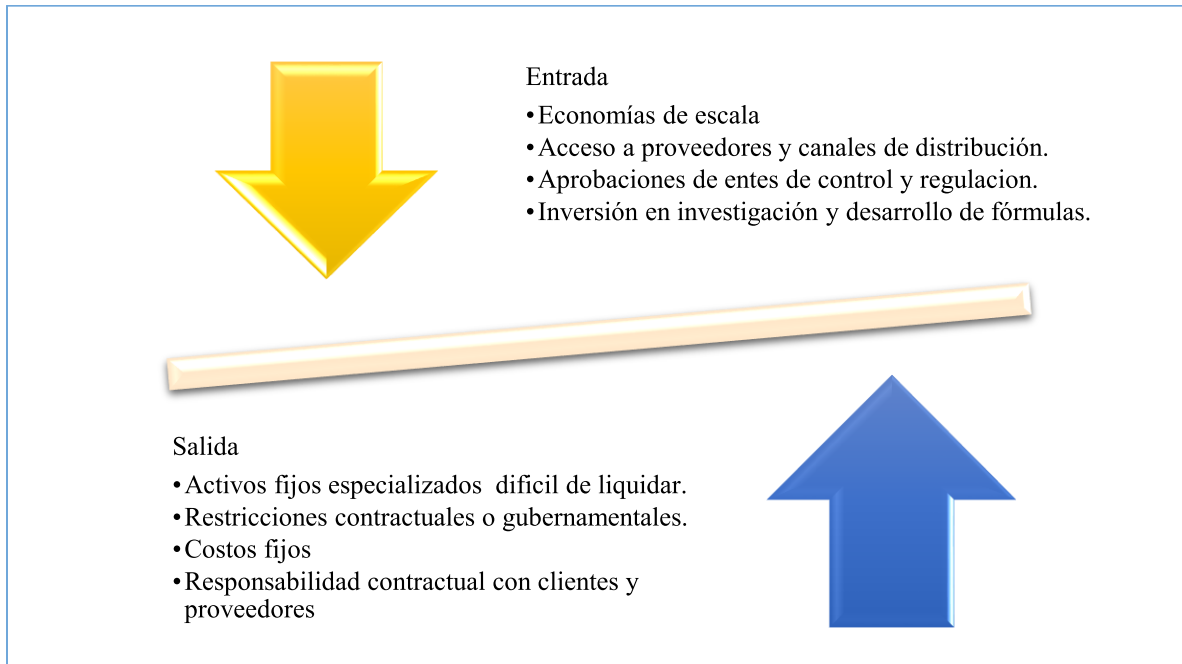 Entrada
•Economías de escala
•Acceso a proveedores y canales de distribución.
•Aprobaciones de entes de control y regulacion.
•Inversión en investigación y desarrollo de fórmulas.
Salida
•Activos fijos especializados  dificil de liquidar.
•Restricciones contractuales o gubernamentales.
•Costos fijos
•Responsabilidad contractual con clientes y
proveedores